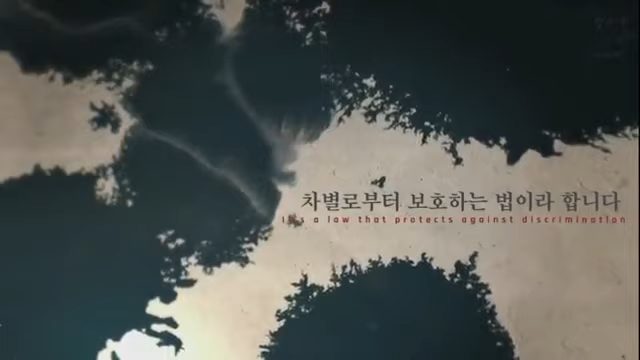 차별로부터 보호하는 법이라 합니다
it's a law that protects against discrimination